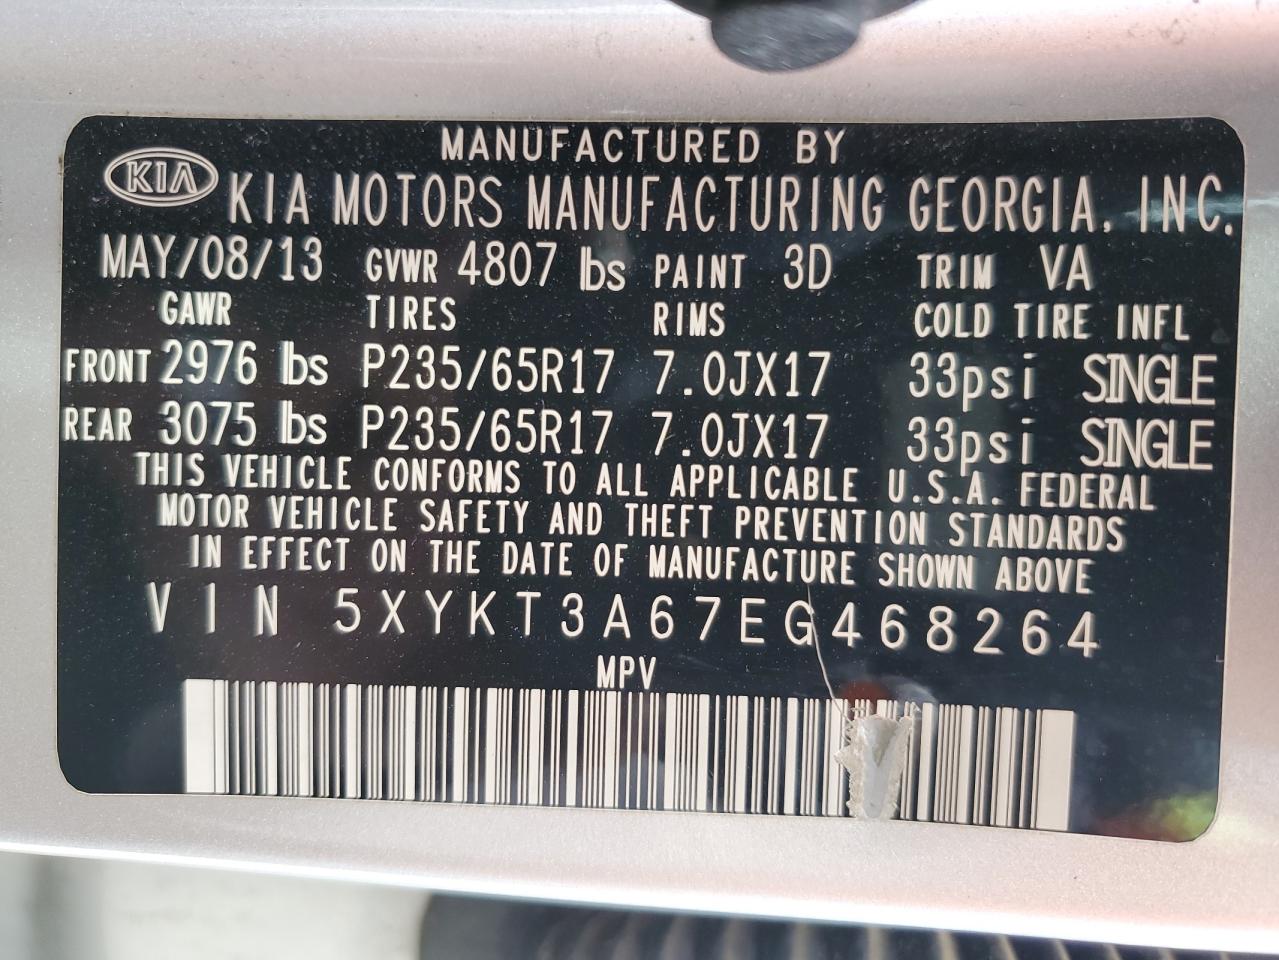 MANUFACTURED BY
KIA KIA MOTORS MANUFACTURING GEORGIA, INC.
MAY/08/13 GVWR 4807 lbs PAINT 3D TRIM VA
GAWR TIRES RIMS COLD TIRE INFL
FRONT 2976 lbs P235/65R17 7.0JX17 33psi SINGLE
REAR 3075 lbs P235/65R17 7.0JX17 33psi SINGLE
THIS VEHICLE CONFORMS TO ALL APPLICABLE U.S.A. FEDERAL
MOTOR VEHICLE SAFETY AND THEFT PREVENTION STANDARDS
IN EFFECT ON THE DATE OF MANUFACTURE SHOWN ABOVE
VIN 5XYKT3A67EG468264
MPV